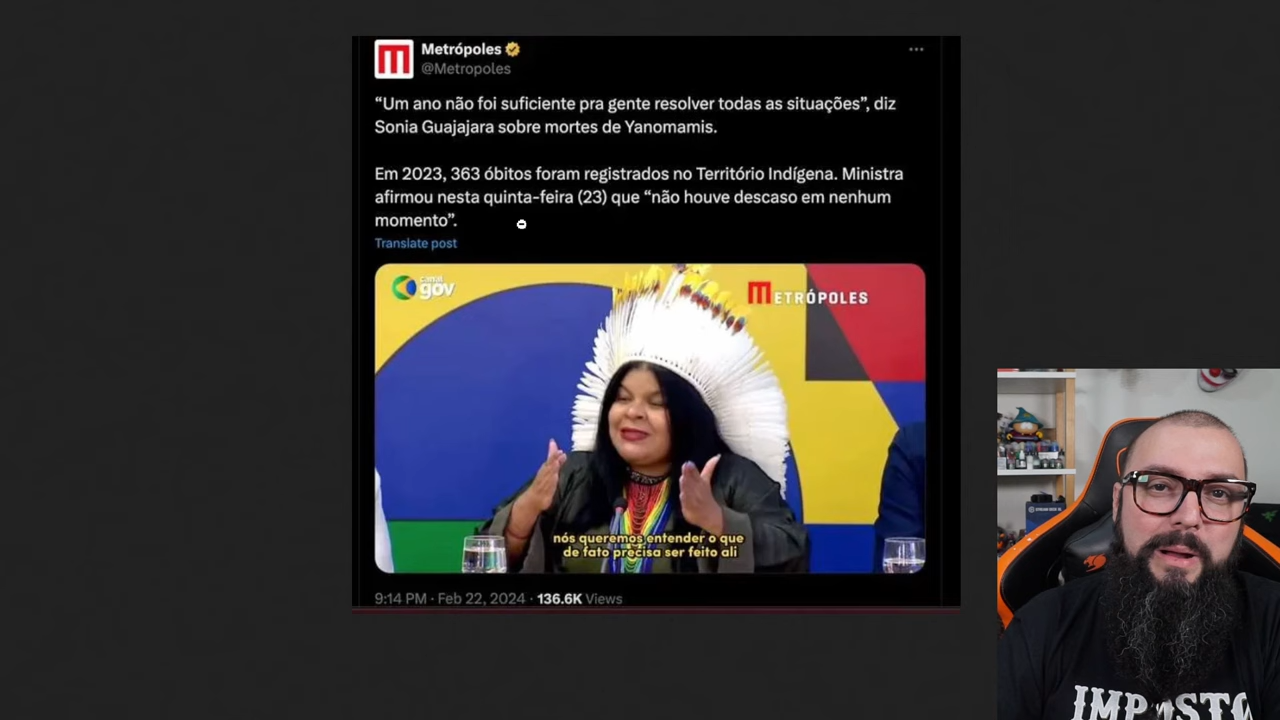 Metrópoles
@Metropoles
“Um ano não foi suficiente pra gente resolver todas as situações”, diz
Sonia Guajajara sobre mortes de Yanomamis.
Em 2023, 363 óbitos foram registrados no Território Indígena. Ministra
afirmou nesta quinta-feira (23) que “não houve descaso em nenhum
momento”.
Translate post
canal
gov
METRÓPOLES
nós queremos entender o que
de fato precisa ser feito ali
9:14 PM · Feb 22, 2024 · 136.6K Views